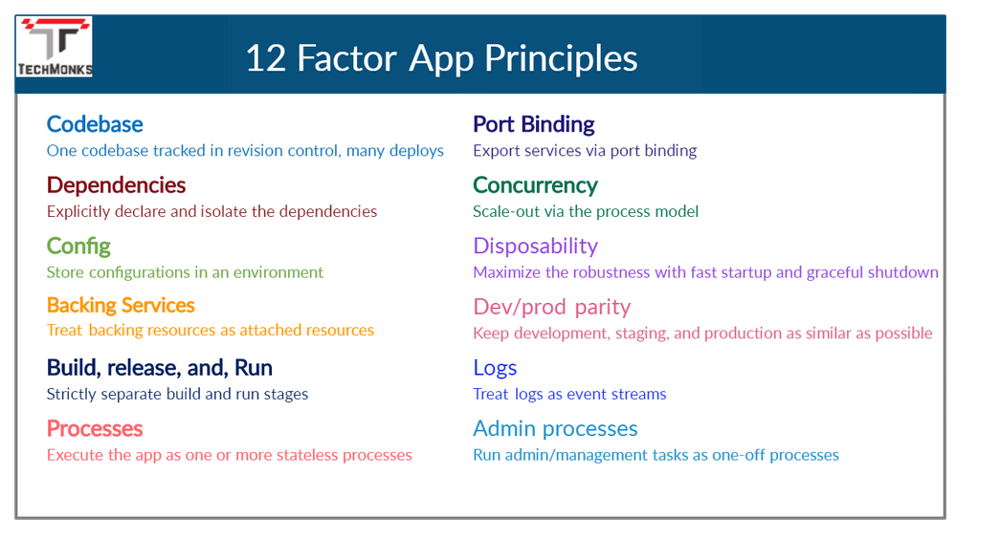 TECHMONKS
12 Factor App Principles
Codebase
One codebase tracked in revision control, many deploys
Dependencies
Explicitly declare and isolate the dependencies
Config
Store configurations in an environment
Backing Services
Treat backing resources as attached resources
Build, release, and, Run
Strictly separate build and run stages
Processes
Execute the app as one or more stateless processes
Port Binding
Export services via port binding
Concurrency
Scale-out via the process model
Disposability
Maximize the robustness with fast startup and graceful shutdown
Dev/prod parity
Keep development, staging, and production as similar as possible
Logs
Treat logs as event streams
Admin processes
Run admin/management tasks as one-off processes